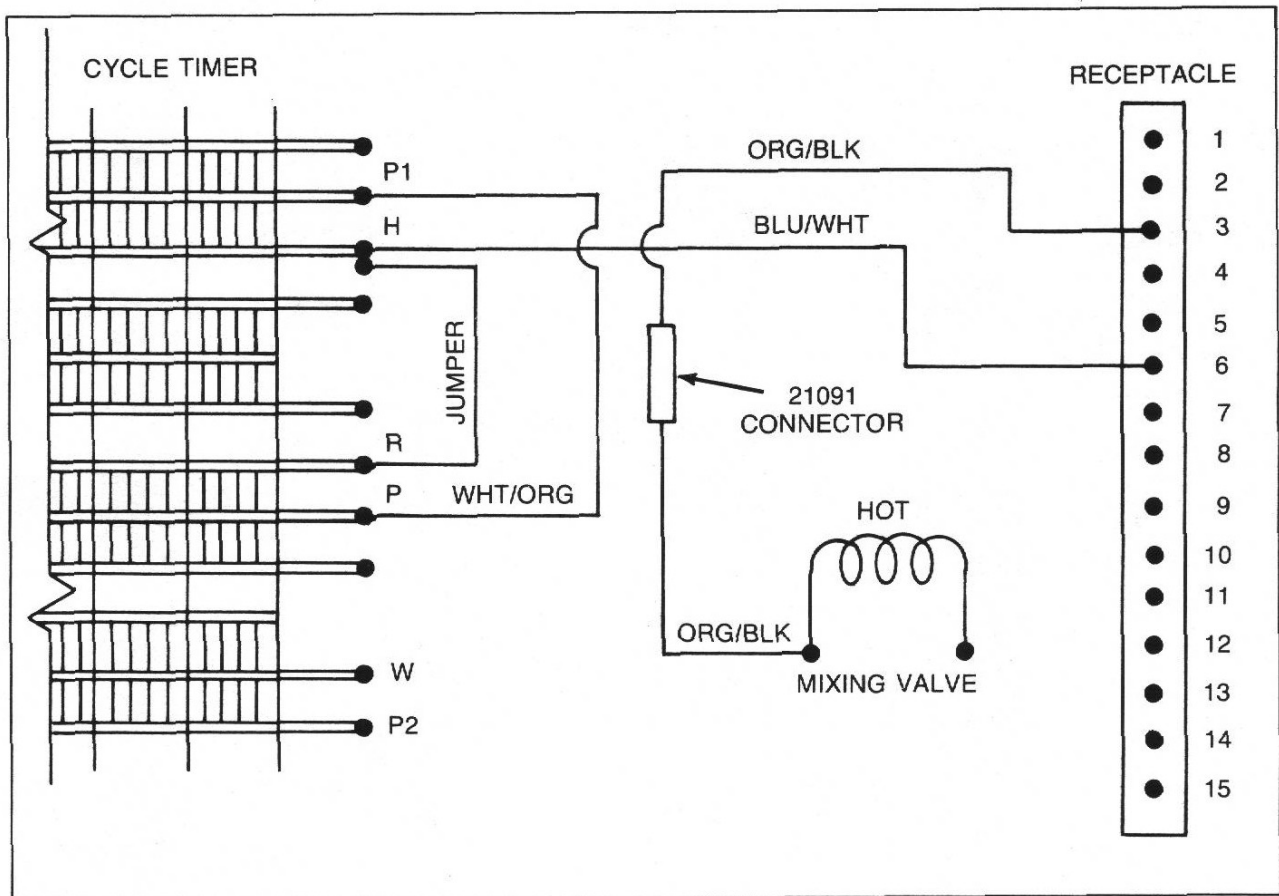 CYCLE TIMER
RECEPTACLE
P1
H
JUMPER
R
P
WHT/ORG
W
P2
ORG/BLK
BLU/WHT
21091
CONNECTOR
HOT
ORG/BLK
MIXING VALVE
1
2
3
4
5
6
7
8
9
10
11
12
13
14
15